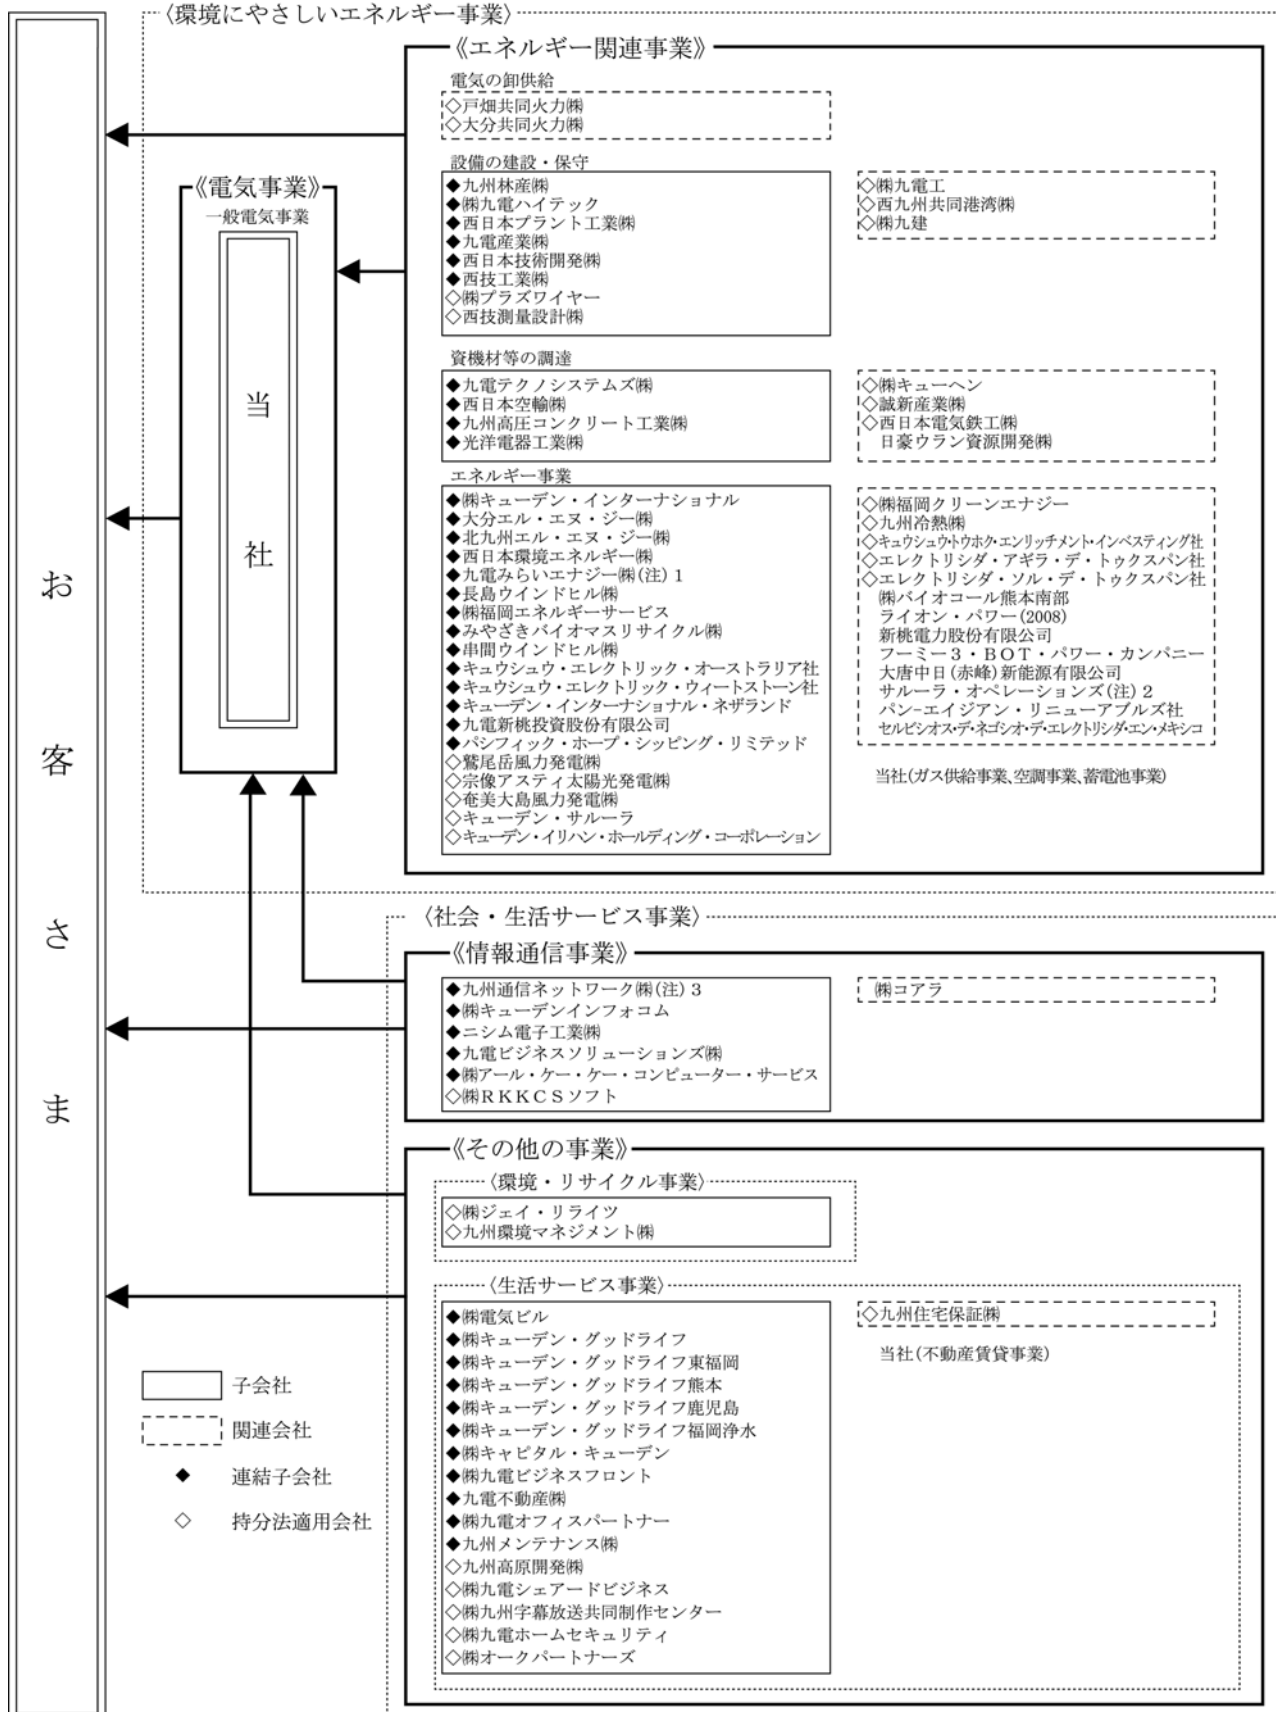 〈環境にやさしいエネルギー事業〉
《エネルギー関連事業》
電気の卸供給
◇戸畑共同火力㈱
◇大分共同火力㈱
設備の建設・保守
◆九州林産㈱
◆㈱九電ハイテック
◆西日本プラント工業㈱
◆九電産業㈱
◆西日本技術開発㈱
◆西技工業㈱
◇㈱プラズワイヤー
◇西技測量設計㈱
◇㈱九電工
◇西九州共同港湾㈱
◇㈱九建
資機材等の調達
◆九電テクノシステムズ㈱
◆西日本空輸㈱
◆九州高圧コンクリート工業㈱
◆光洋電器工業㈱
◇㈱キューヘン
◇誠新産業㈱
◇西日本電気鉄工㈱
日豪ウラン資源開発㈱
エネルギー事業
◆㈱キューデン・インターナショナル
◆大分エル・エヌ・ジー㈱
◆北九州エル・エヌ・ジー㈱
◆西日本環境エネルギー㈱
◆九電みらいエナジー㈱(注)1
◆長島ウインドヒル㈱
◆㈱福岡エネルギーサービス
◆みやざきバイオマスリサイクル㈱
◆串間ウインドヒル㈱
◆キュウシュウ・エレクトリック・オーストラリア社
◆キュウシュウ・エレクトリック・ウィートストーン社
◆キューデン・インターナショナル・ネザランド
◆九電新桃投資股份有限公司
◆パシフィック・ホープ・シッピング・リミテッド
◇鷲尾岳風力発電㈱
◇宗像アスティ太陽光発電㈱
◇奄美大島風力発電㈱
◇キューデン・サルーラ
◇キューデン・イリハン・ホールディング・コーポレーション
◇㈱福岡クリーンエナジー
◇九州冷熱㈱
◇キュウシュウ・トウホク・エンリッチメント・インベスティング社
◇エレクトリシダ・アギラ・デ・トゥクスパン社
◇エレクトリシダ・ソル・デ・トゥクスパン社
㈱バイオコール熊本南部
ライオン・パワー(2008)
新桃電力股份有限公司
フーミー3・BOT・パワー・カンパニー
大唐中日(赤峰)新能源有限公司
サルーラ・オペレーションズ(注)2
パン−エイジアン・リニューアブルズ社
セルビシオス・デ・ネゴシオ・デ・エレクトリシダ・エン・メキシコ
当社(ガス供給事業、空調事業、蓄電池事業)
《電気事業》
一般電気事業
当社
お客さま
〈社会・生活サービス事業〉
《情報通信事業》
◆九州通信ネットワーク㈱(注)3
◆㈱キューデンインフォコム
◆ニシム電子工業㈱
◆九電ビジネスソリューションズ㈱
◆㈱アール・ケー・ケー・コンピューター・サービス
◇㈱RKKCSソフト
㈱コアラ
《その他の事業》
〈環境・リサイクル事業〉
◇㈱ジェイ・リライツ
◇九州環境マネジメント㈱
〈生活サービス事業〉
◆㈱電気ビル
◆㈱キューデン・グッドライフ
◆㈱キューデン・グッドライフ東福岡
◆㈱キューデン・グッドライフ熊本
◆㈱キューデン・グッドライフ鹿児島
◆㈱キューデン・グッドライフ福岡浄水
◆㈱キャピタル・キューデン
◆㈱九電ビジネスフロント
◆九電不動産㈱
◆㈱九電オフィスパートナー
◆九州メンテナンス㈱
◇九州高原開発㈱
◇㈱九電シェアードビジネス
◇㈱九州字幕放送共同制作センター
◇㈱九電ホームセキュリティ
◇㈱オークパートナーズ
◇九州住宅保証㈱
当社(不動産賃貸事業)
子会社
関連会社
◆ 連結子会社
◇ 持分法適用会社